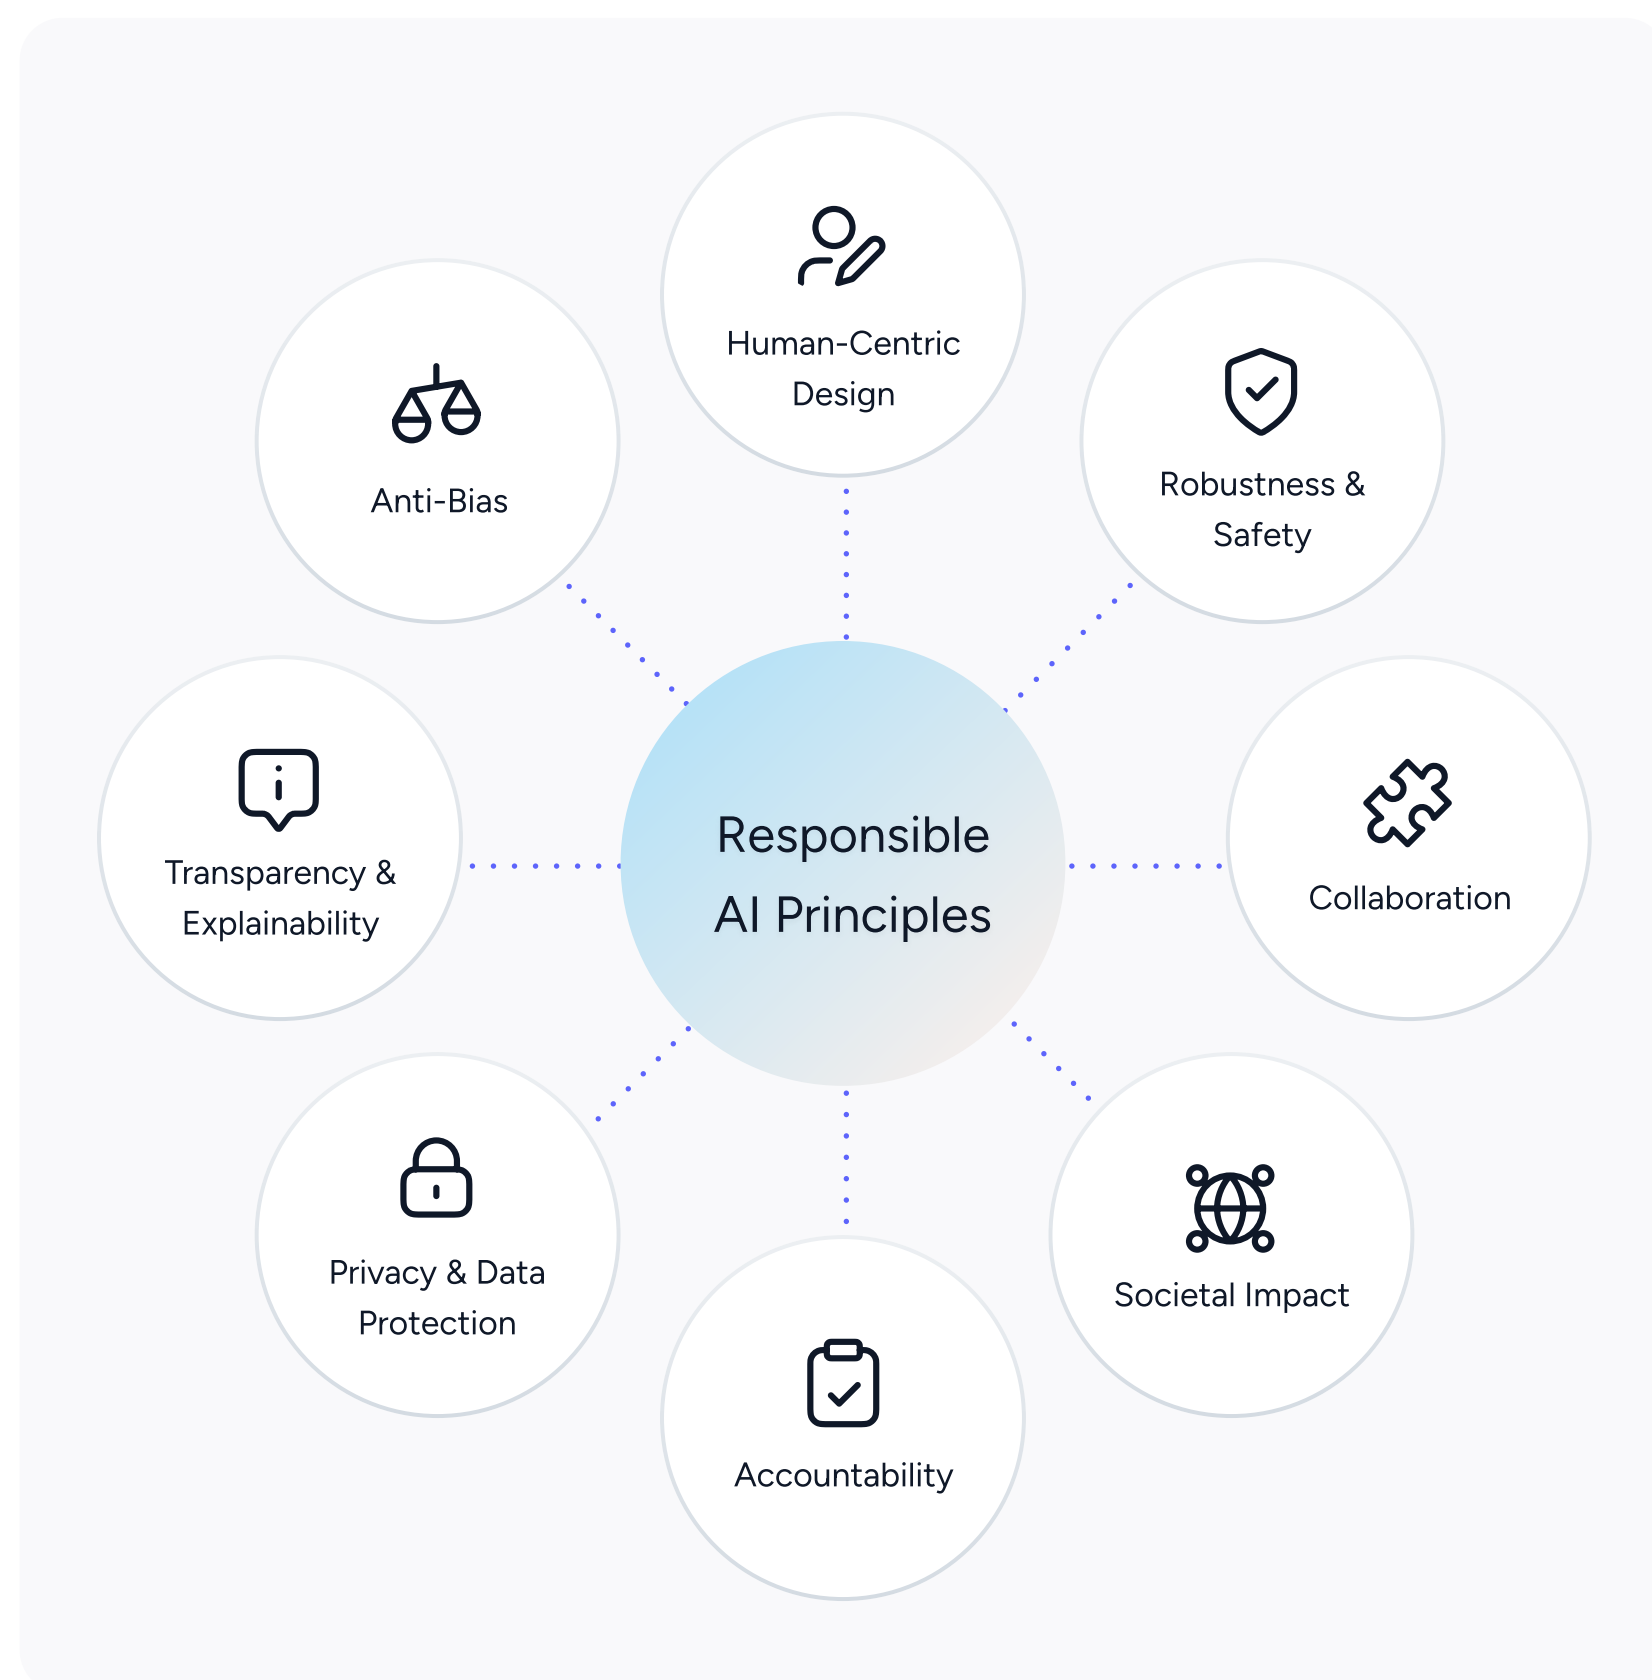 Human-Centric
Design
Anti-Bias
Robustness &
Safety
Transparency &
Explainability
Responsible
AI Principles
Collaboration
Privacy & Data
Protection
Societal Impact
Accountability